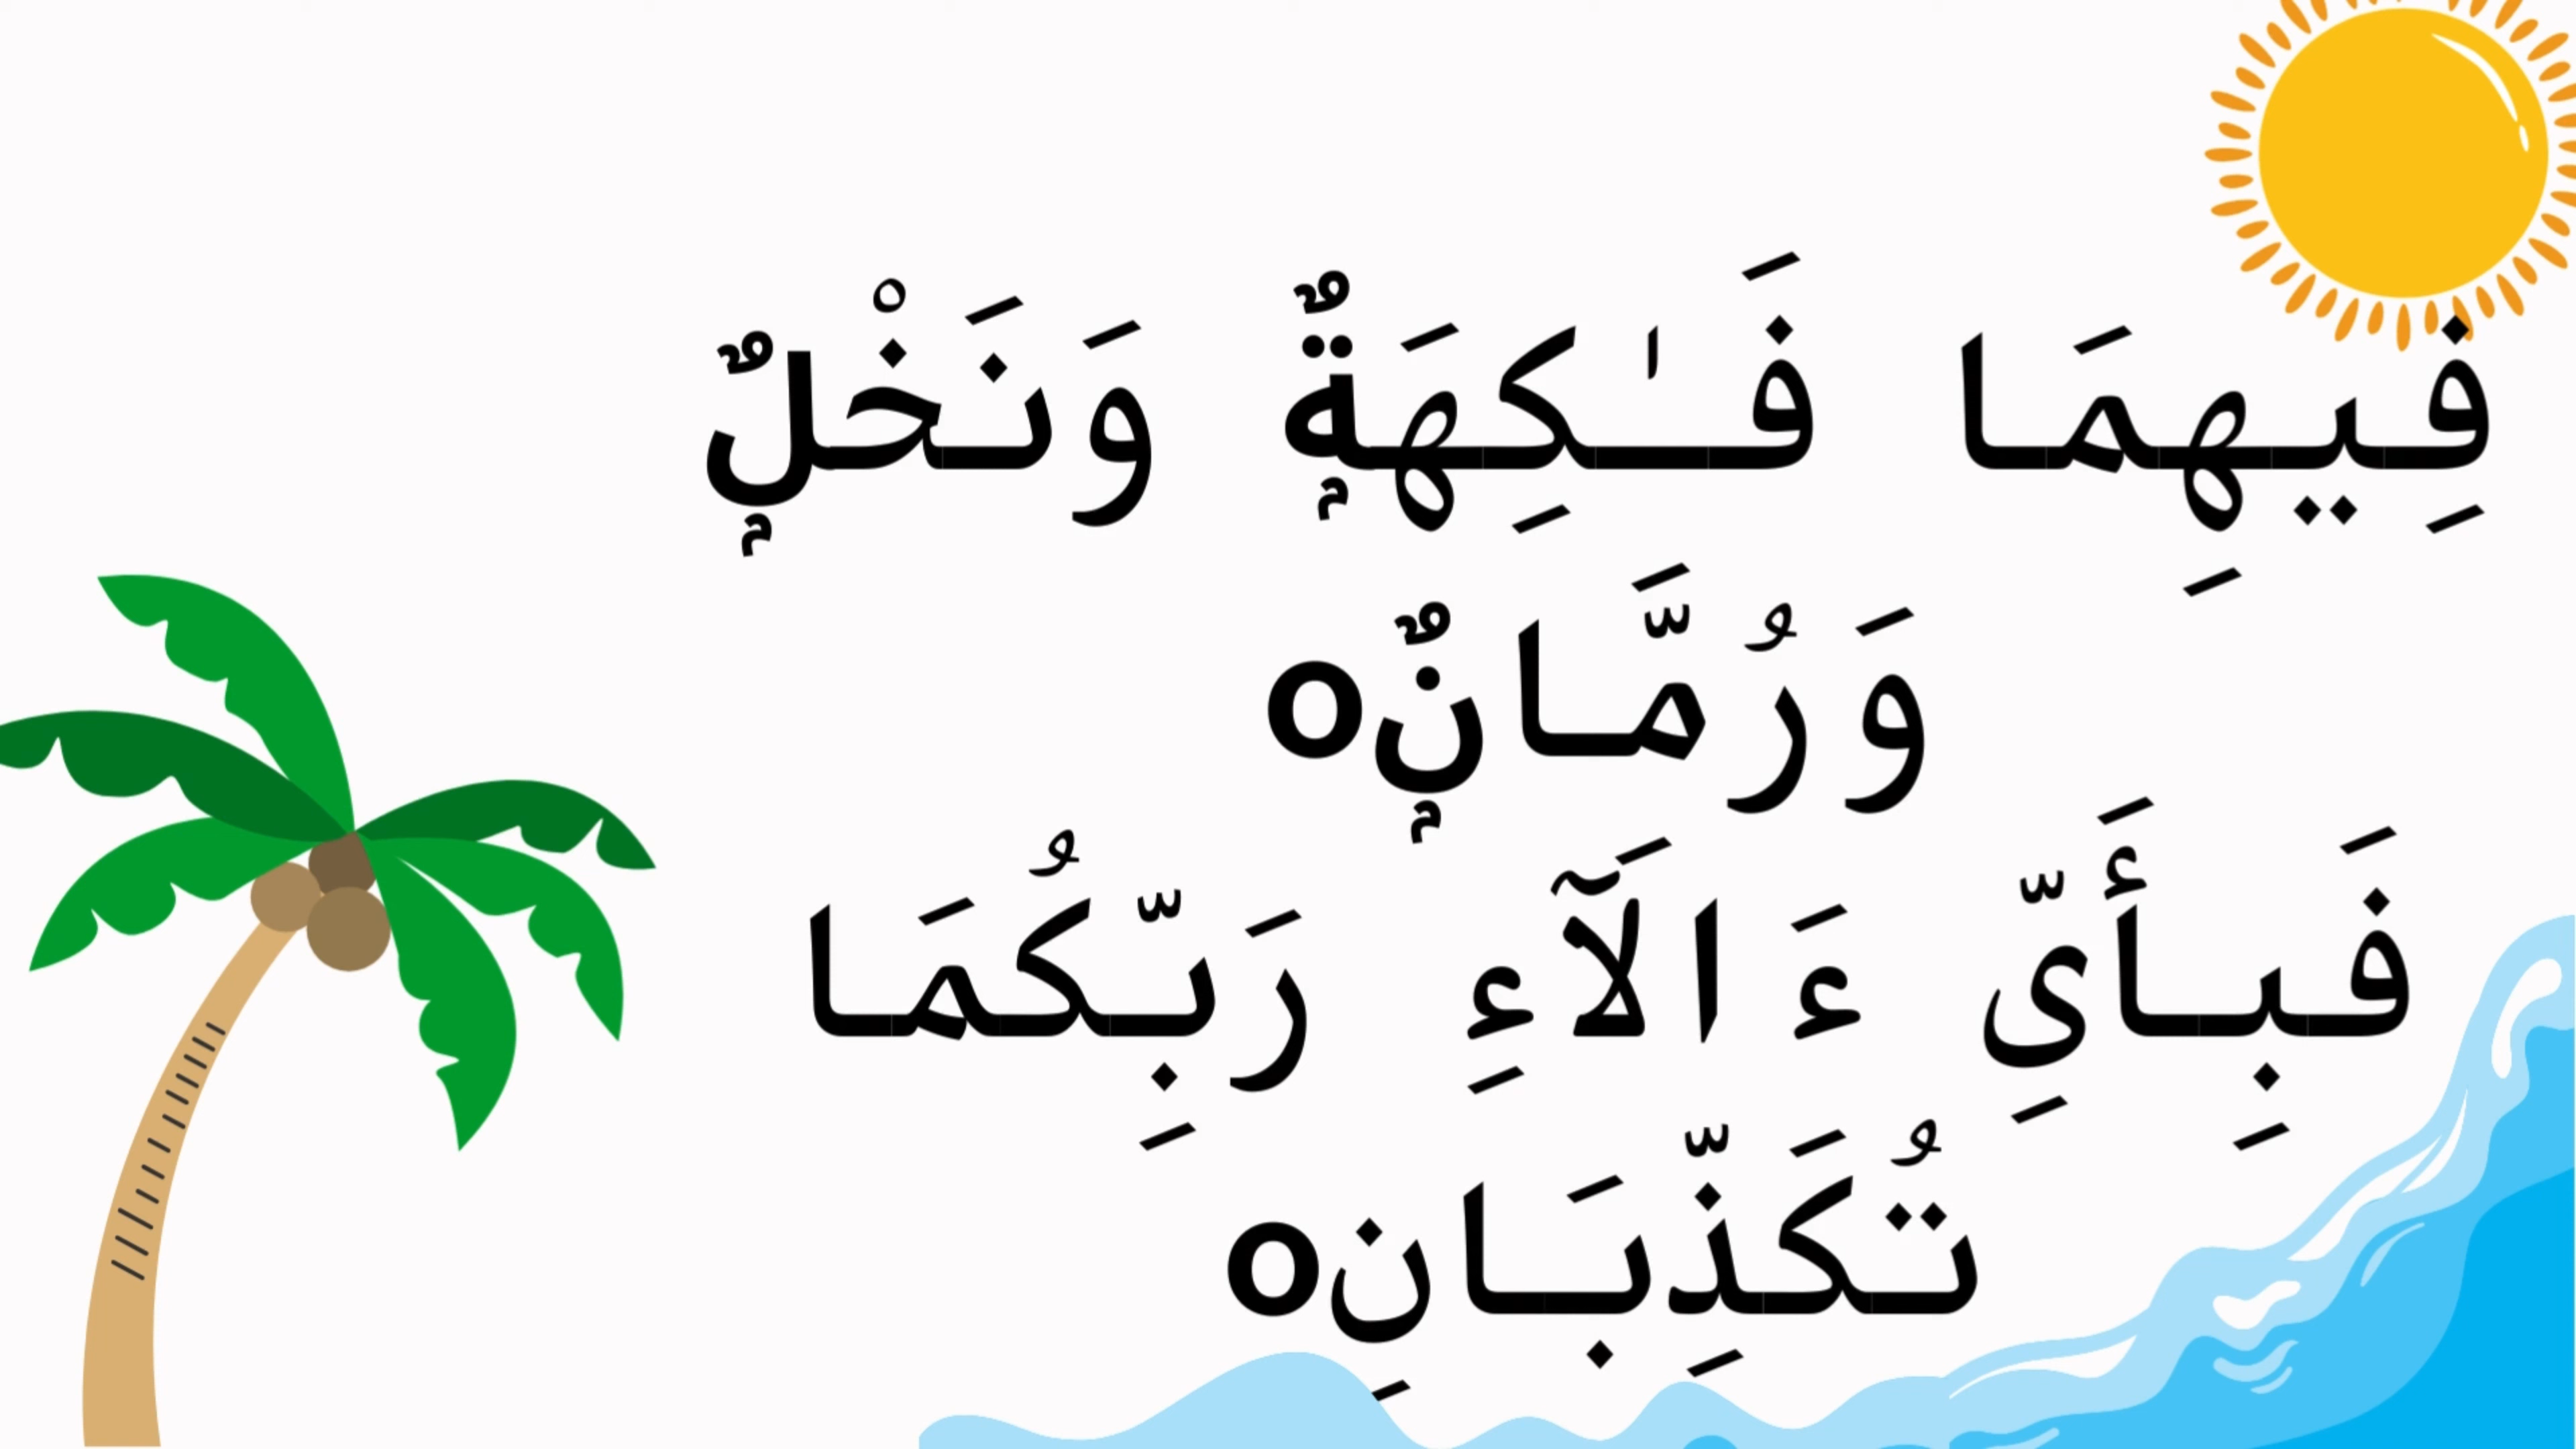 فِيهِمَا فَـٰكِهَةٌۭ وَنَخْلٌۭ
وَرُمَّانٌۭo
فَبِأَىِّ ءَالَآءِ رَبِّكُمَا
تُكَذِّبَانِo